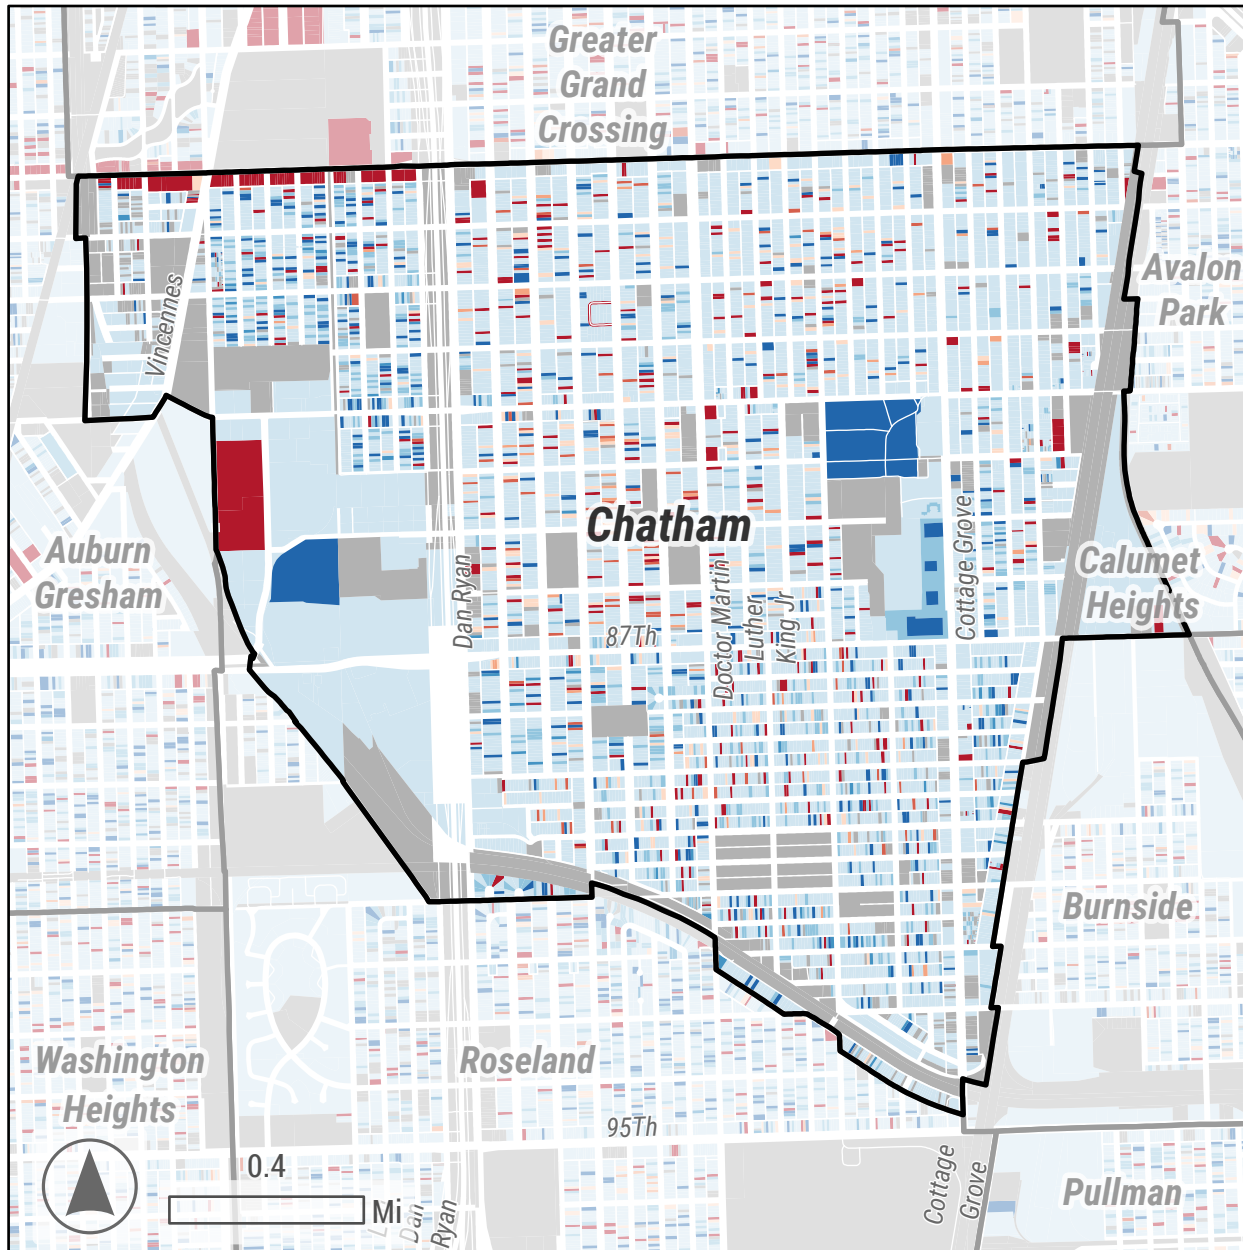 Greater
Grand
Crossing
Avalon
Park
Vincennes
Chatham
Auburn
Gresham
Dan Ryan
Cottage Grove
Calumet
Heights
Doctor Martin
Luther
King Jr
87Th
Burnside
Washington
Heights
Roseland
95Th
0.4
Mi
Dan
Ryan
Cottage
Grove
Pullman